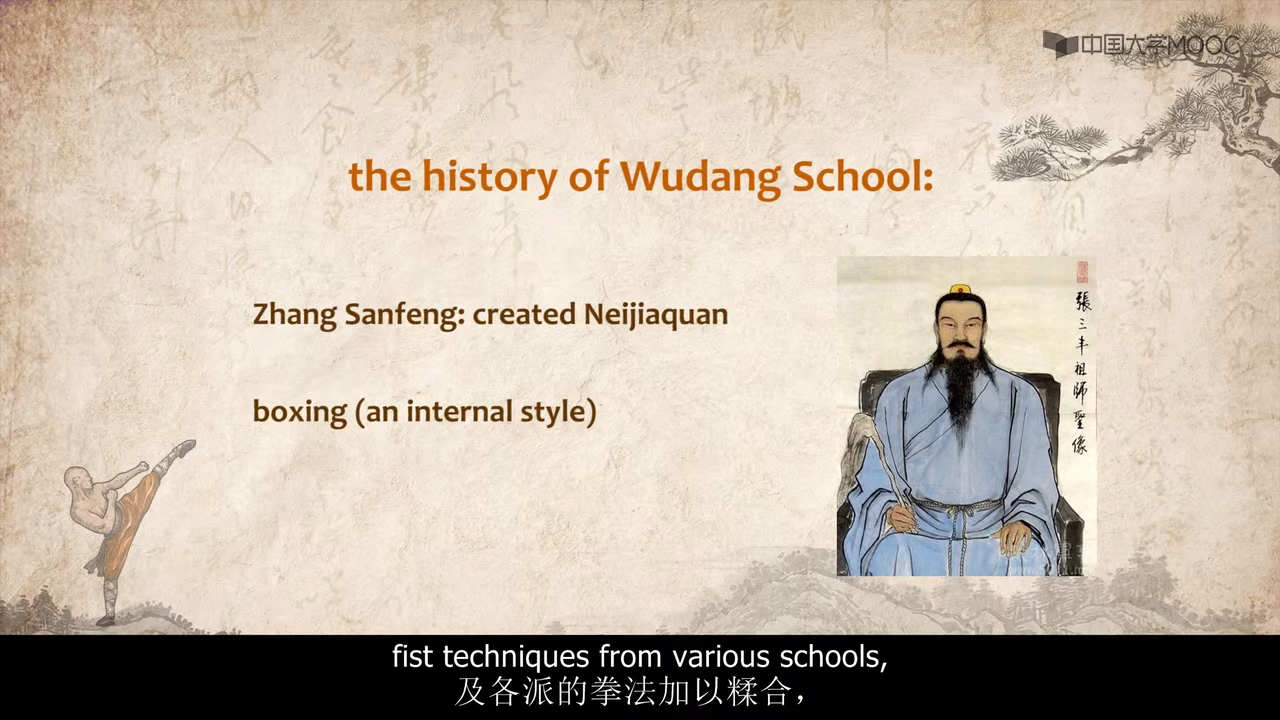 中国大学MOOC
the history of Wudang School:
Zhang Sanfeng: created Neijiaquan
boxing (an internal style)
張三丰祖師聖像
fist techniques from various schools,
及各派的拳法加以糅合，